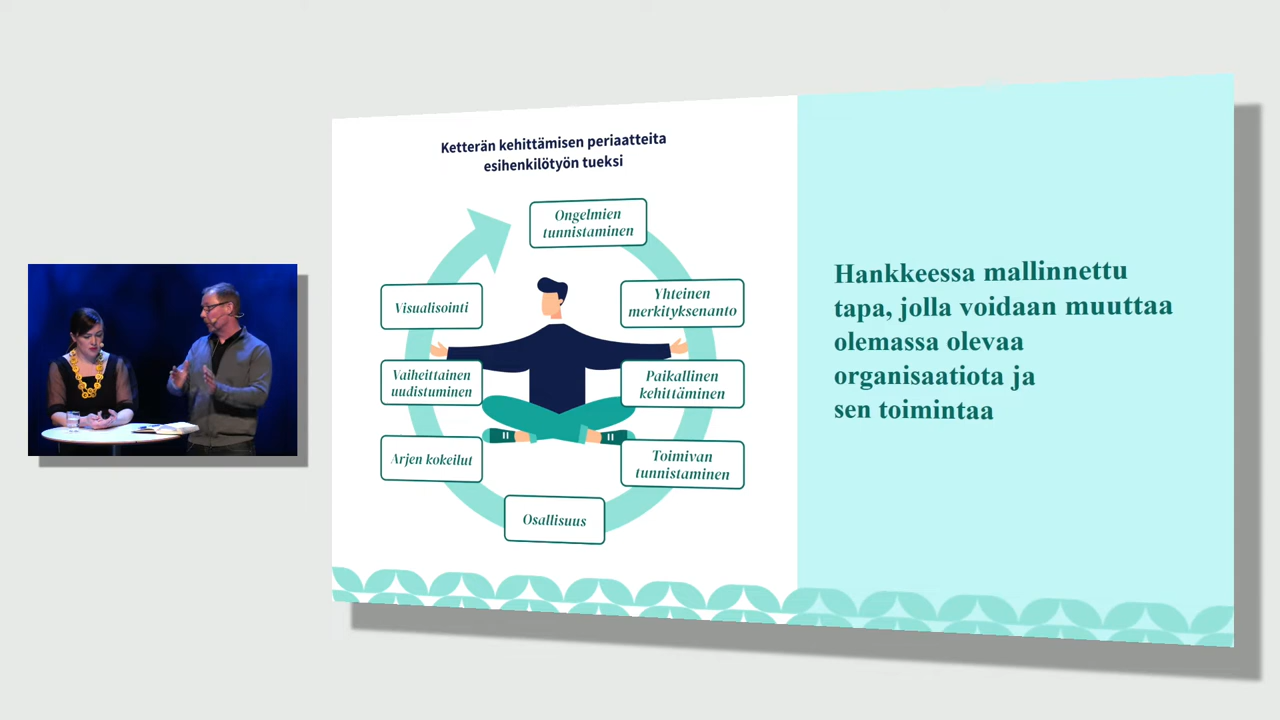 Ketterän kehittämisen periaatteita
esihenkilötyön tueksi
Ongelmien
tunnistaminen
Yhteinen
merkityksenanto
Paikallinen
kehittäminen
Toimivan
tunnistaminen
Osallisuus
Arjen kokeilut
Vaiheittainen
uudistuminen
Visualisointi
Hankkeessa mallinnettu
tapa, jolla voidaan muuttaa
olemassa olevaa
organisaatiota ja
sen toimintaa